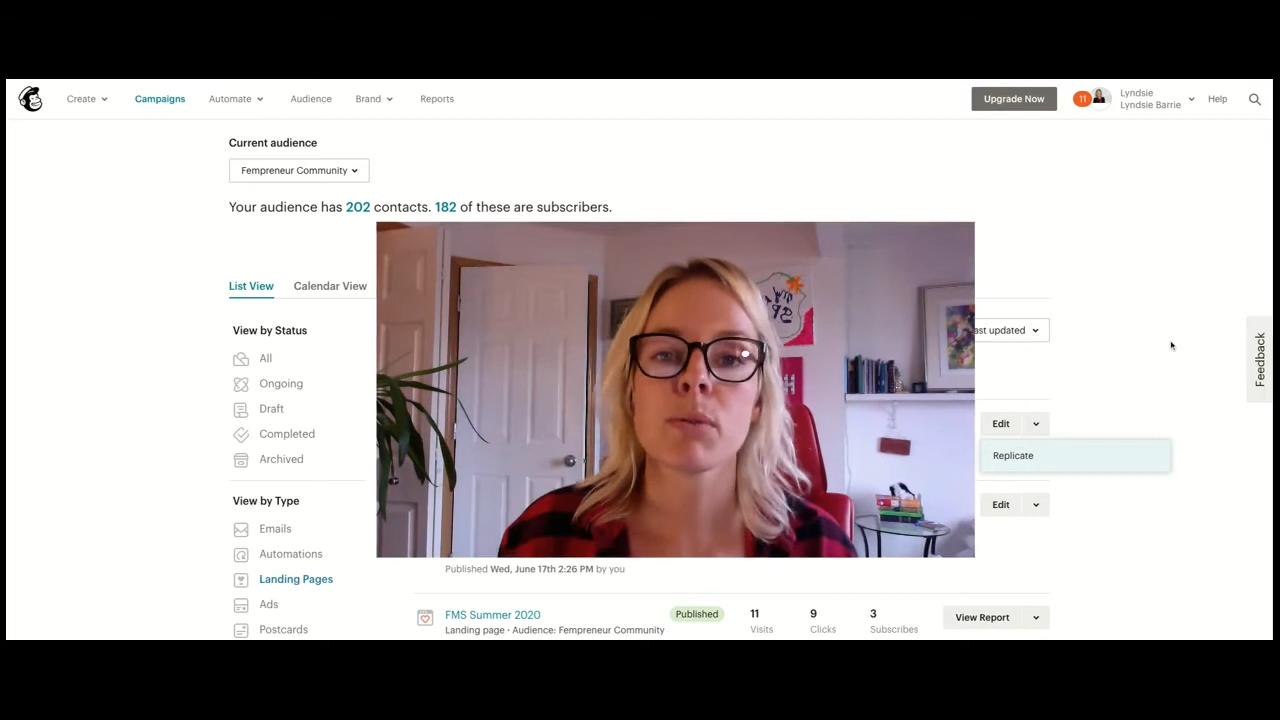 Create
Campaigns
Automate
Audience
Brand
Reports
Upgrade Now
11
Lyndsie
Lyndsie Barrie
Help
Current audience
Fempreneur Community
Your audience has 202 contacts. 182 of these are subscribers.
List View
Calendar View
View by Status
All
Ongoing
Draft
Completed
Archived
View by Type
Emails
Automations
Landing Pages
Ads
Postcards
ast updated
Edit
Replicate
Edit
Published Wed, June 17th 2:26 PM by you
FMS Summer 2020
Landing page · Audience: Fempreneur Community
Published
11
Visits
9
Clicks
3
Subscribes
View Report
Feedback